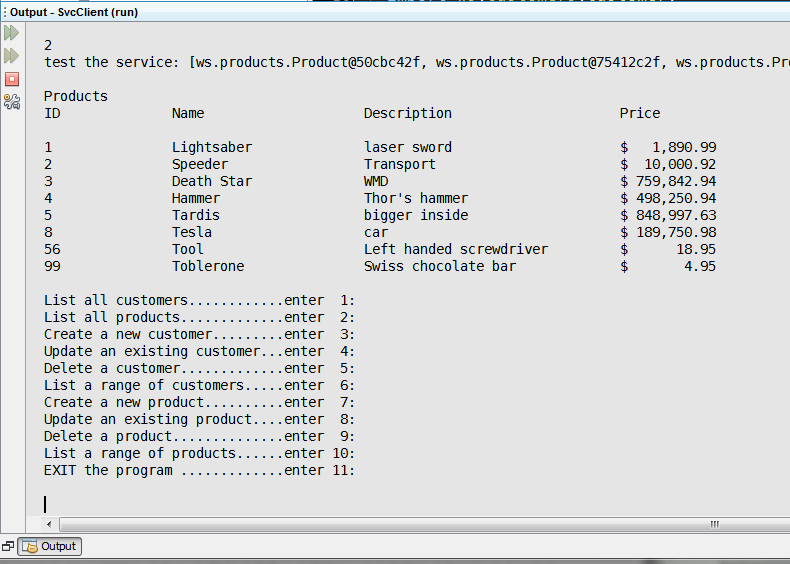 Output - SvcClient (run)
2
test the service: [ws.products.Product@50cbc42f, ws.products.Product@75412c2f, ws.products.Pr
Products
ID Name Description Price
1 Lightsaber laser sword $ 1,890.99
2 Speeder Transport $ 10,000.92
3 Death Star WMD $ 759,842.94
4 Hammer Thor's hammer $ 498,250.94
5 Tardis bigger inside $ 848,997.63
8 Tesla car $ 189,750.98
56 Tool Left handed screwdriver $ 18.95
99 Toblerone Swiss chocolate bar $ 4.95
List all customers............enter 1:
List all products.............enter 2:
Create a new customer.........enter 3:
Update an existing customer...enter 4:
Delete a customer.............enter 5:
List a range of customers.....enter 6:
Create a new product..........enter 7:
Update an existing product....enter 8:
Delete a product..............enter 9:
List a range of products......enter 10:
EXIT the program .............enter 11:
Output